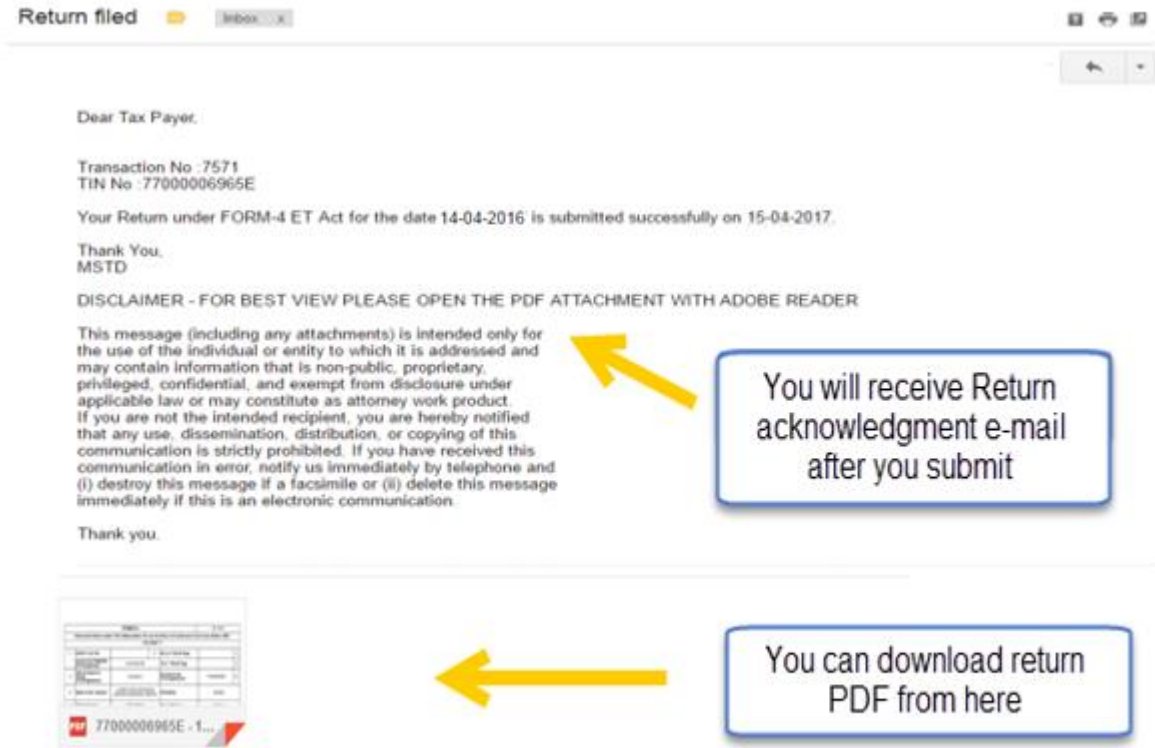 Return filed
Inbox x
Dear Tax Payer,
Transaction No :7571
TIN No :77000006965E
Your Return under FORM-4 ET Act for the date 14-04-2016 is submitted successfully on 15-04-2017.
Thank You,
MSTD
DISCLAIMER - FOR BEST VIEW PLEASE OPEN THE PDF ATTACHMENT WITH ADOBE READER
This message (including any attachments) is intended only for
the use of the individual or entity to which it is addressed and
may contain information that is non-public, proprietary,
privileged, confidential, and exempt from disclosure under
applicable law or may constitute as attorney work product.
If you are not the intended recipient, you are hereby notified
that any use, dissemination, distribution, or copying of this
communication is strictly prohibited. If you have received this
communication in error, notify us immediately by telephone and
(i) destroy this message if a facsimile or (ii) delete this message
immediately if this is an electronic communication.
Thank you.
You will receive Return
acknowledgment e-mail
after you submit
PDF 77000006965E - 1...
You can download return
PDF from here